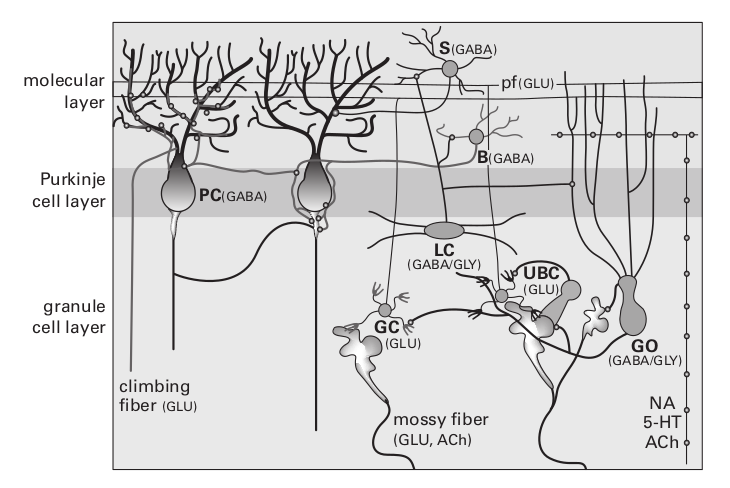 S(GABA)
molecular
layer
pf(GLU)
B(GABA)
Purkinje
cell layer
PC(GABA)
LC
(GABA/GLY)
UBC
(GLU)
granule
cell layer
GC
(GLU)
GO
(GABA/GLY)
climbing
fiber (GLU)
mossy fiber
(GLU, ACh)
NA
5-HT
ACh